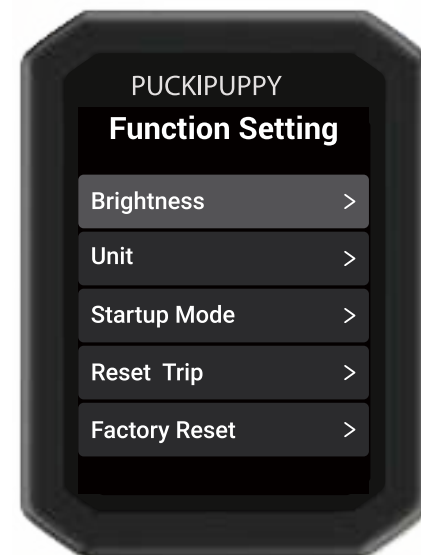 PUCKIPUPPY
Function Setting
Brightness >
Unit >
Startup Mode >
Reset Trip >
Factory Reset >